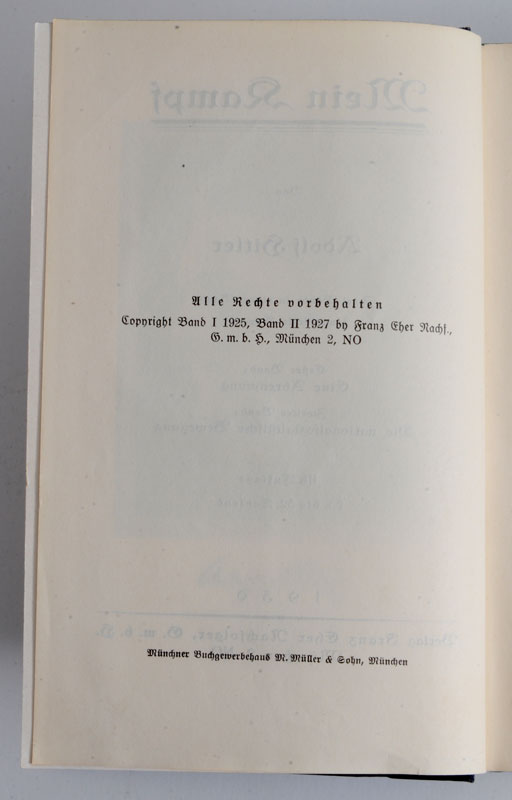 Alle Rechte vorbehalten
Copyright Band I 1925, Band II 1927 by Franz Eher Nachf.,
G. m. b. H., München 2, NO
Münchner Buchgewerbehaus M. Müller & Sohn, München